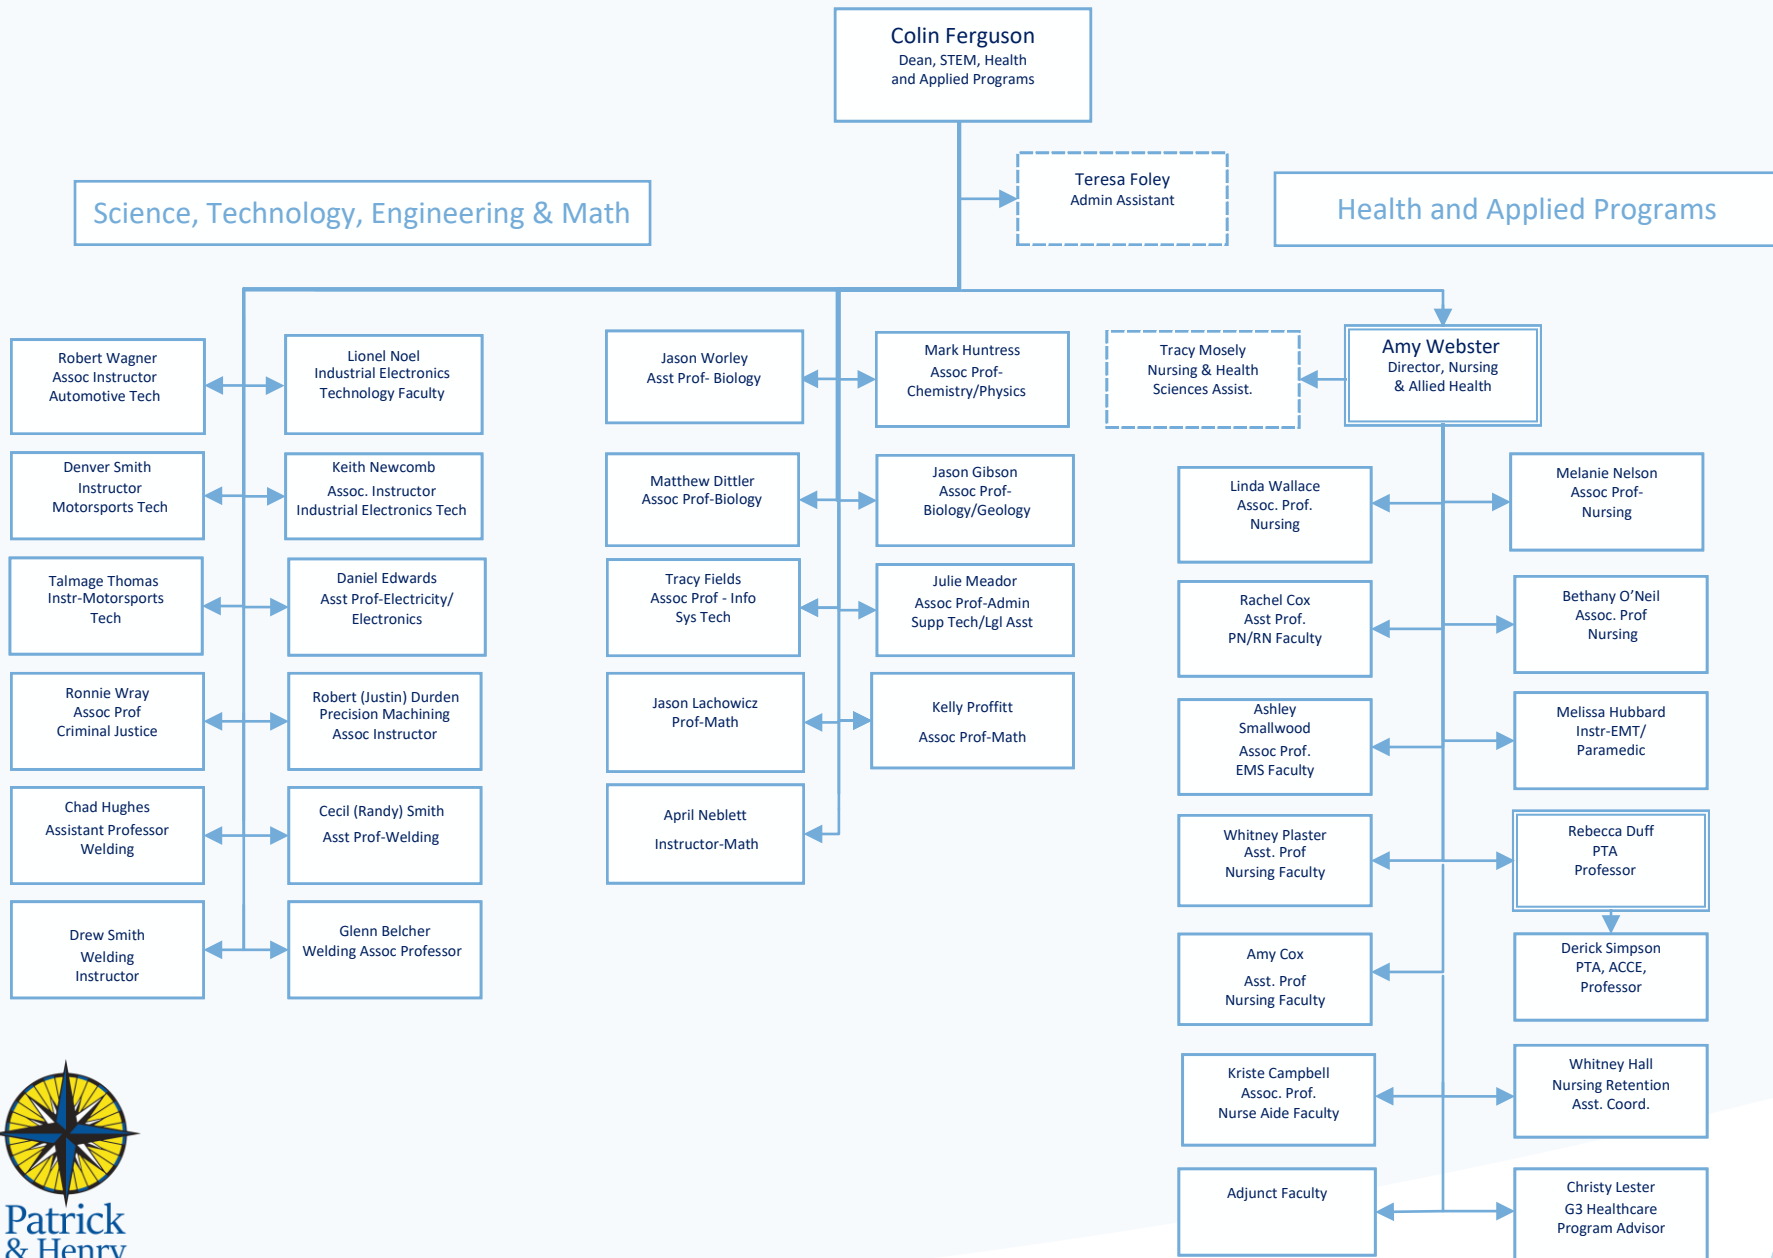 Colin Ferguson
Dean, STEM, Health
and Applied Programs
Teresa Foley
Admin Assistant
Science, Technology, Engineering & Math
Health and Applied Programs
Robert Wagner
Assoc Instructor
Automotive Tech
Lionel Noel
Industrial Electronics
Technology Faculty
Denver Smith
Instructor
Motorsports Tech
Keith Newcomb
Assoc. Instructor
Industrial Electronics Tech
Talmage Thomas
Instr-Motorsports
Tech
Daniel Edwards
Asst Prof-Electricity/
Electronics
Ronnie Wray
Assoc Prof
Criminal Justice
Robert (Justin) Durden
Precision Machining
Assoc Instructor
Chad Hughes
Assistant Professor
Welding
Cecil (Randy) Smith
Asst Prof-Welding
Drew Smith
Welding
Instructor
Glenn Belcher
Welding Assoc Professor
Jason Worley
Asst Prof- Biology
Mark Huntress
Assoc Prof-
Chemistry/Physics
Matthew Dittler
Assoc Prof-Biology
Jason Gibson
Assoc Prof-
Biology/Geology
Tracy Fields
Assoc Prof - Info
Sys Tech
Julie Meador
Assoc Prof-Admin
Supp Tech/Lgl Asst
Jason Lachowicz
Prof-Math
Kelly Proffitt
Assoc Prof-Math
April Neblett
Instructor-Math
Tracy Mosely
Nursing & Health
Sciences Assist.
Amy Webster
Director, Nursing
& Allied Health
Linda Wallace
Assoc. Prof.
Nursing
Melanie Nelson
Assoc Prof-
Nursing
Rachel Cox
Asst Prof.
PN/RN Faculty
Bethany O’Neil
Assoc. Prof
Nursing
Ashley
Smallwood
Assoc Prof.
EMS Faculty
Melissa Hubbard
Instr-EMT/
Paramedic
Whitney Plaster
Asst. Prof
Nursing Faculty
Rebecca Duff
PTA
Professor
Amy Cox
Asst. Prof
Nursing Faculty
Derick Simpson
PTA, ACCE,
Professor
Kriste Campbell
Assoc. Prof.
Nurse Aide Faculty
Whitney Hall
Nursing Retention
Asst. Coord.
Adjunct Faculty
Christy Lester
G3 Healthcare
Program Advisor
Patrick
& Henry